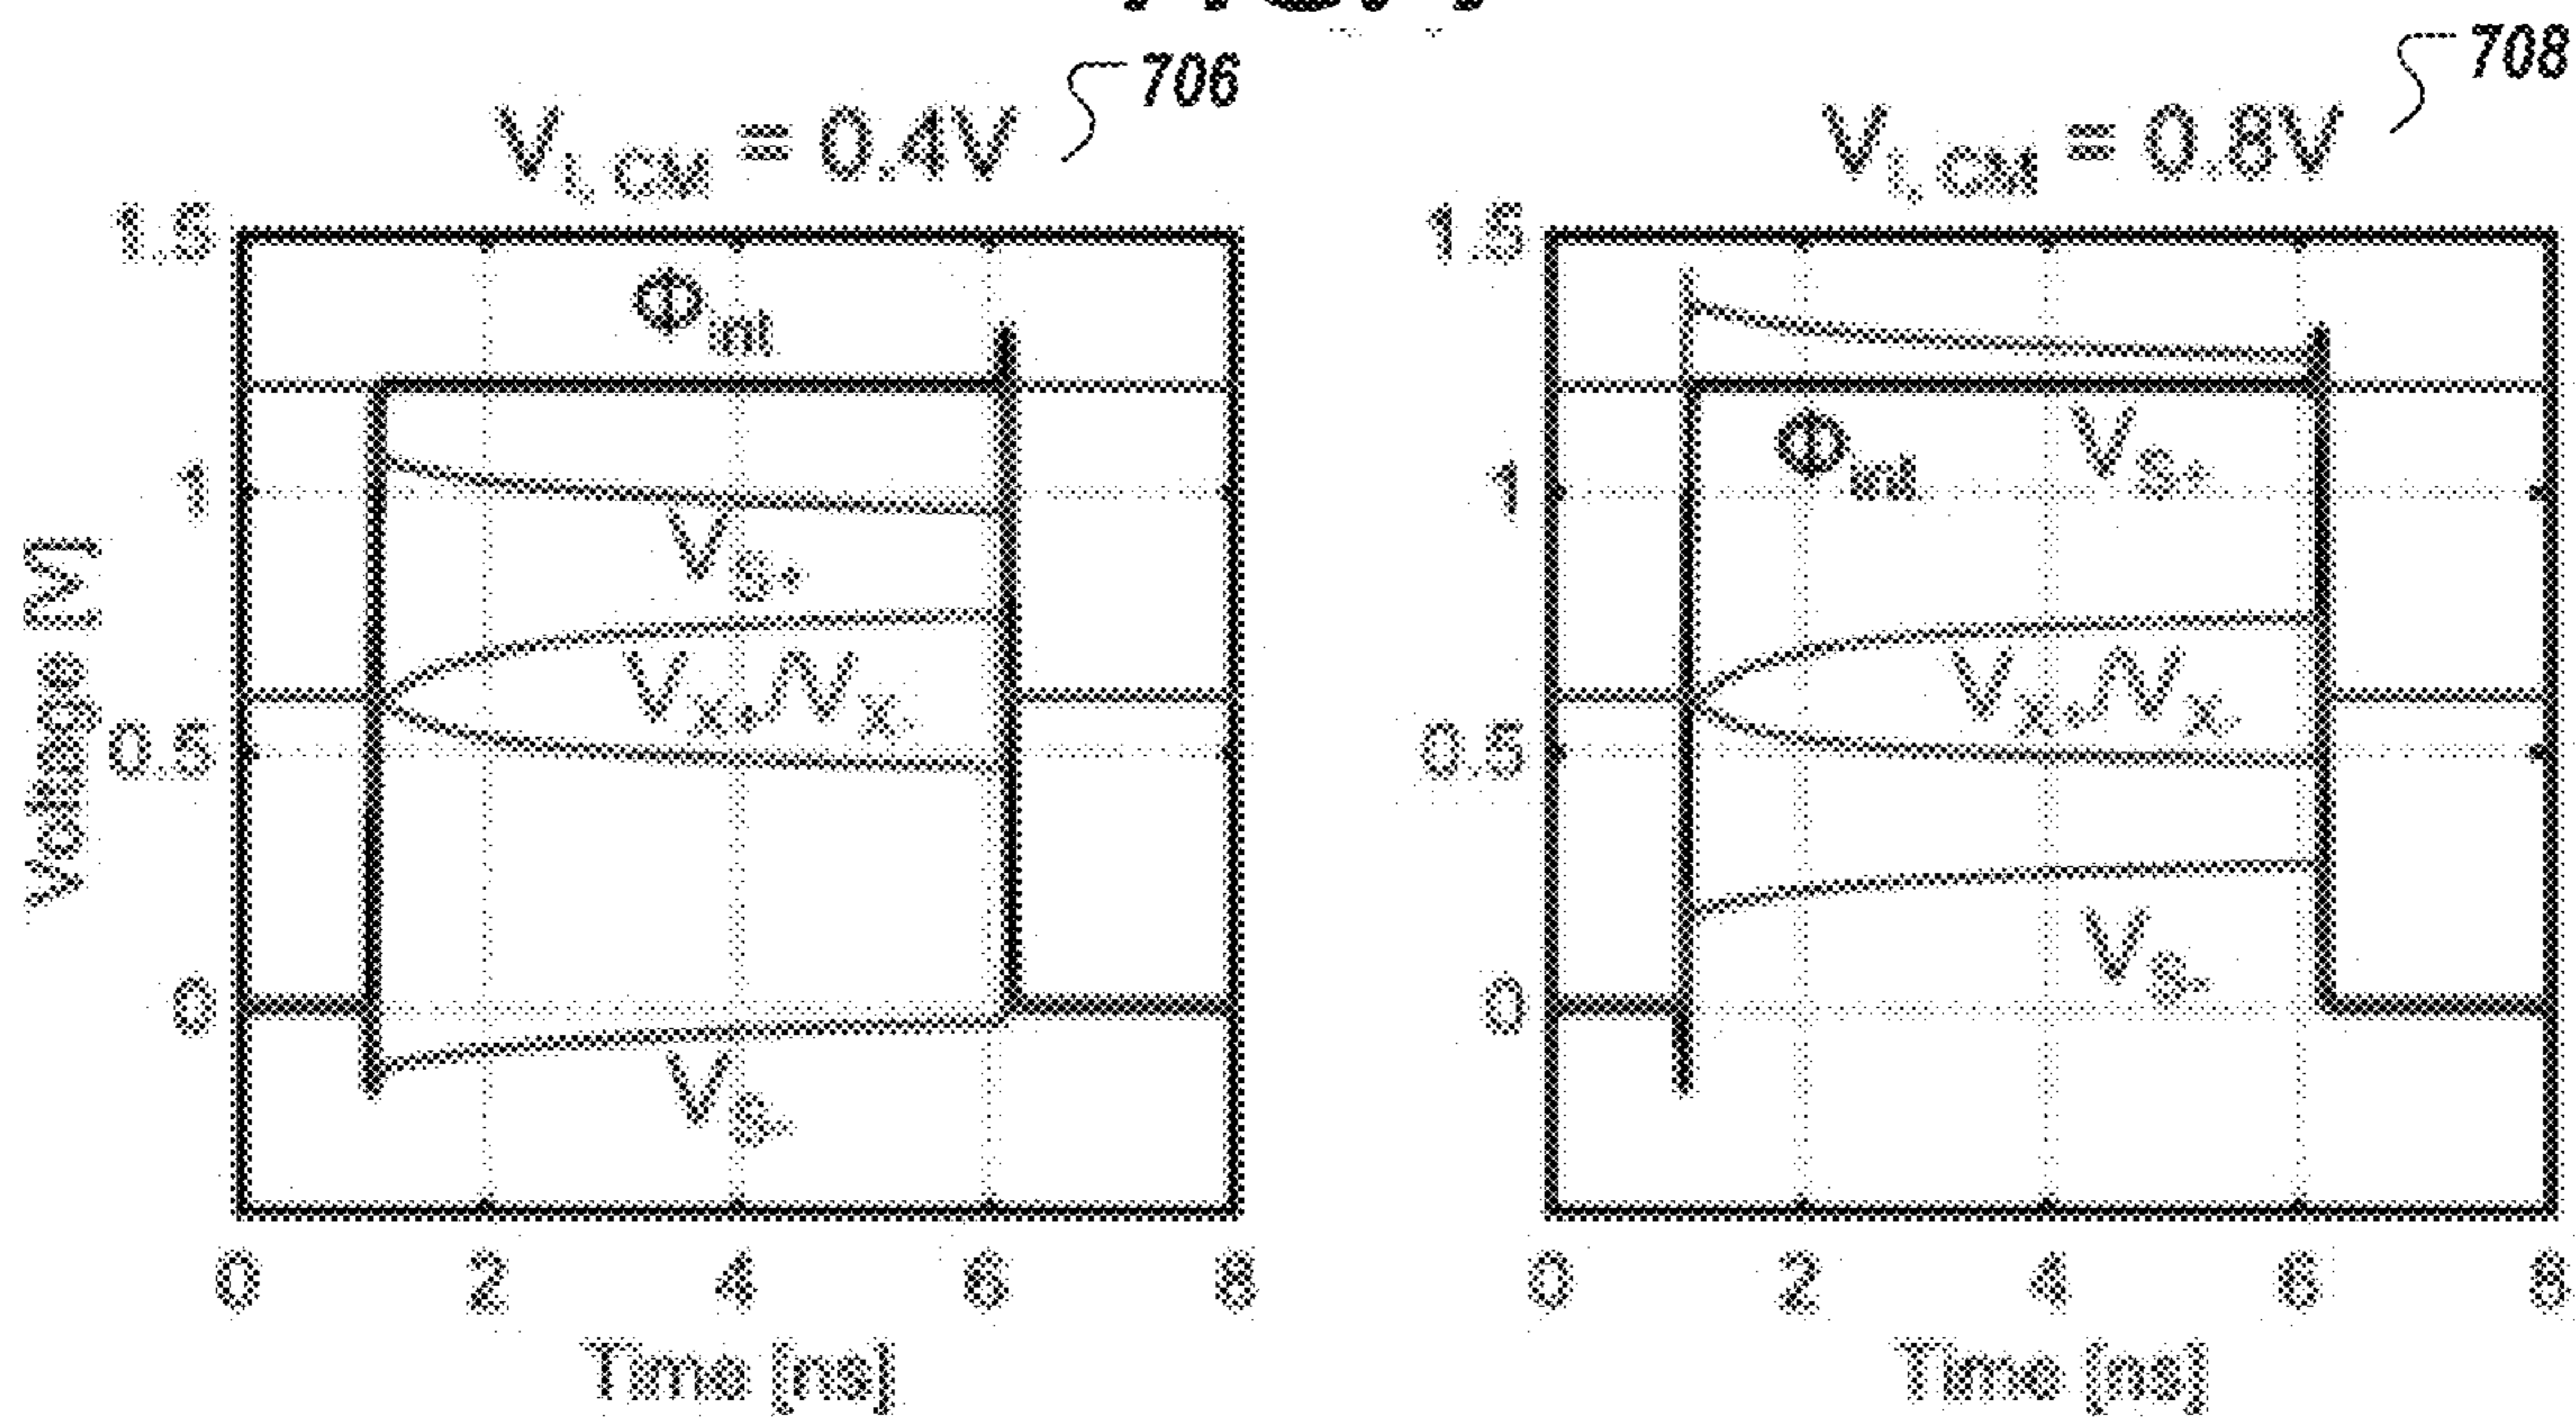 706
V_I,CM = 0.4V
1.5
1
0.5
0
Voltage [V]
Φint
VS+
VX+/VX-
VS-
0 2 4 6 8
Time [ns]
708
V_I,CM = 0.8V
1.5
1
0.5
0
Φint
VS+
VX+/VX-
VS-
0 2 4 6 8
Time [ns]